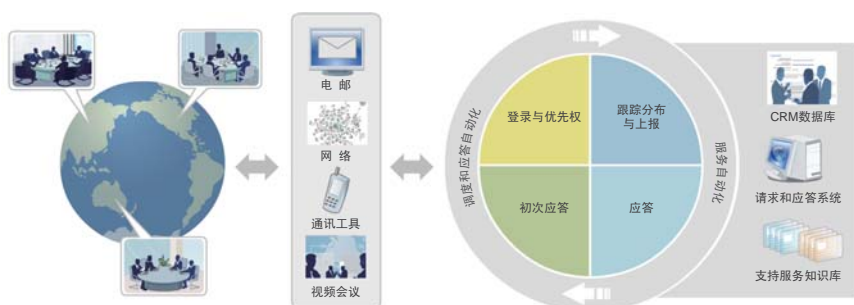 电 邮
网 络
通讯工具
视频会议
调度和应答自动化
登录与优先权
跟踪分布
与上报
初次应答
应答
服务自动化
CRM数据库
请求和应答系统
支持服务知识库